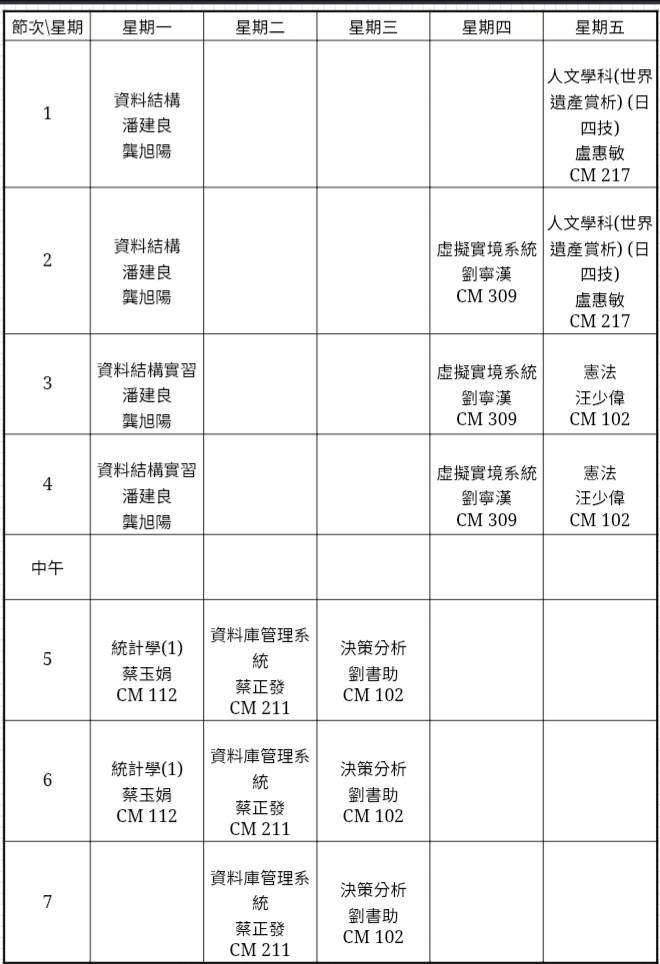 節次\星期 星期一 星期二 星期三 星期四 星期五
1
資料結構
潘建良
龔旭陽
人文學科(世界
遺產賞析) (日
四技)
盧惠敏
CM 217
2
資料結構
潘建良
龔旭陽
虛擬實境系統
劉寧漢
CM 309
人文學科(世界
遺產賞析) (日
四技)
盧惠敏
CM 217
3
資料結構實習
潘建良
龔旭陽
虛擬實境系統
劉寧漢
CM 309
憲法
汪少偉
CM 102
4
資料結構實習
潘建良
龔旭陽
虛擬實境系統
劉寧漢
CM 309
憲法
汪少偉
CM 102
中午
5
統計學(1)
蔡玉娟
CM 112
資料庫管理系
統
蔡正發
CM 211
決策分析
劉書助
CM 102
6
統計學(1)
蔡玉娟
CM 112
資料庫管理系
統
蔡正發
CM 211
決策分析
劉書助
CM 102
7
資料庫管理系
統
蔡正發
CM 211
決策分析
劉書助
CM 102